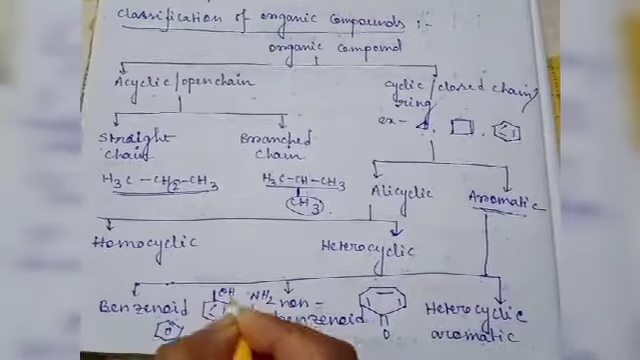 classification of organic compounds :-
organic compound
Acyclic/open chain
cyclic/closed chain/
ring
ex-
straight
chain
Branched
chain
H3C-CH2-CH3
H3C-CH-CH3
CH3
Alicyclic
Aromatic
Homocyclic
Heterocyclic
Benzenoid
OH
NH2
non-
benzenoid
O
Heterocyclic
aromatic